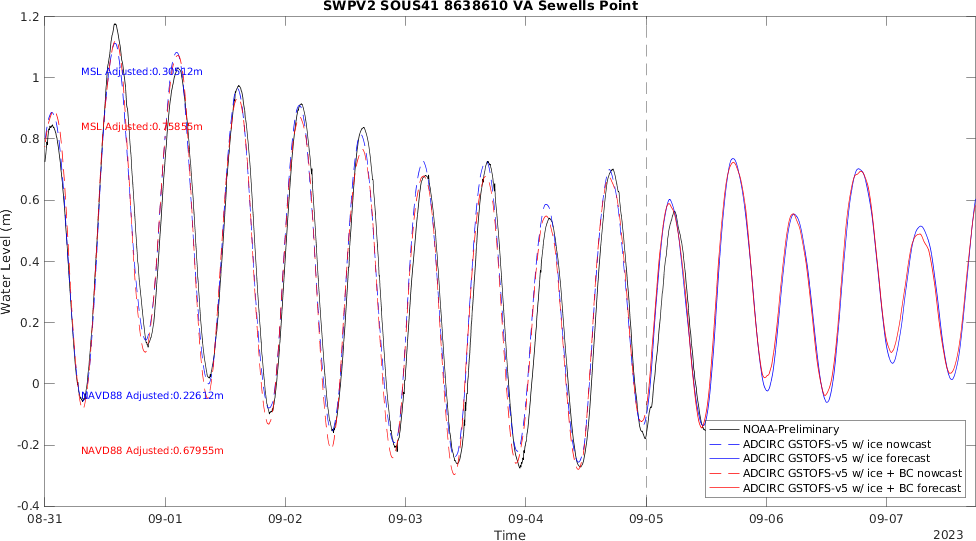 SWPV2 SOUS41 8638610 VA Sewells Point
1.2
1
0.8
0.6
0.4
0.2
0
-0.2
-0.4
Water Level (m)
MSL Adjusted:0.30512m
MSL Adjusted:0.75855m
NAVD88 Adjusted:0.22612m
NAVD88 Adjusted:0.67955m
NOAA-Preliminary
ADCIRC GSTOFS-v5 w/ ice nowcast
ADCIRC GSTOFS-v5 w/ ice forecast
ADCIRC GSTOFS-v5 w/ ice + BC nowcast
ADCIRC GSTOFS-v5 w/ ice + BC forecast
08-31 09-01 09-02 09-03 09-04 09-05 09-06 09-07
Time
2023